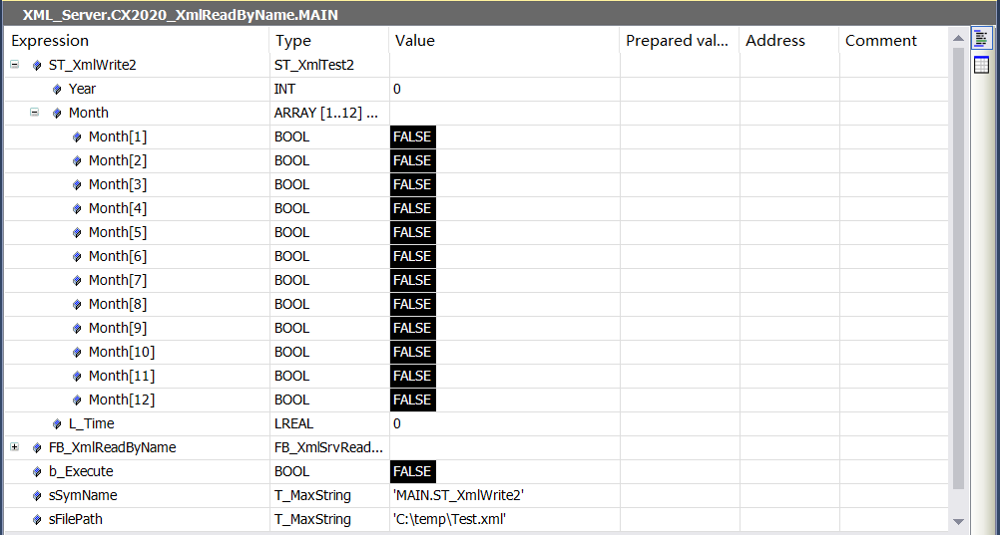 XML_Server.CX2020_XmlReadByName.MAIN
Expression Type Value Prepared val... Address Comment
ST_XmlWrite2 ST_XmlTest2
Year INT 0
Month ARRAY [1..12] ...
Month[1] BOOL FALSE
Month[2] BOOL FALSE
Month[3] BOOL FALSE
Month[4] BOOL FALSE
Month[5] BOOL FALSE
Month[6] BOOL FALSE
Month[7] BOOL FALSE
Month[8] BOOL FALSE
Month[9] BOOL FALSE
Month[10] BOOL FALSE
Month[11] BOOL FALSE
Month[12] BOOL FALSE
L_Time LREAL 0
FB_XmlReadByName FB_XmlSrvRead...
b_Execute BOOL FALSE
sSymName T_MaxString 'MAIN.ST_XmlWrite2'
sFilePath T_MaxString 'C:\temp\Test.xml'